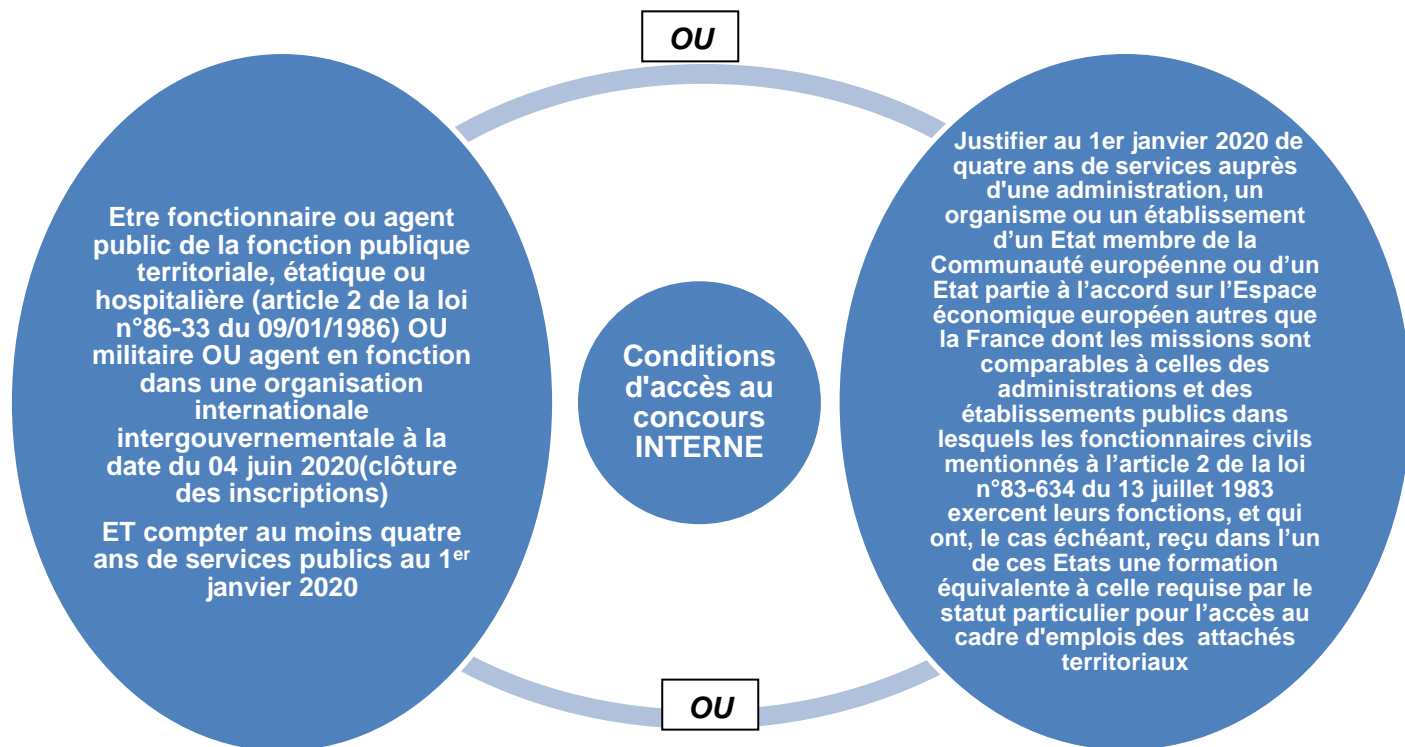 OU
Etre fonctionnaire ou agent
public de la fonction publique
territoriale, étatique ou
hospitalière (article 2 de la loi
n°86-33 du 09/01/1986) OU
militaire OU agent en fonction
dans une organisation
internationale
intergouvernementale à la
date du 04 juin 2020(clôture
des inscriptions)
ET compter au moins quatre
ans de services publics au 1er
janvier 2020
Conditions
d'accès au
concours
INTERNE
Justifier au 1er janvier 2020 de
quatre ans de services auprès
d'une administration, un
organisme ou un établissement
d’un Etat membre de la
Communauté européenne ou d’un
Etat partie à l’accord sur l’Espace
économique européen autres que
la France dont les missions sont
comparables à celles des
administrations et des
établissements publics dans
lesquels les fonctionnaires civils
mentionnés à l’article 2 de la loi
n°83-634 du 13 juillet 1983
exercent leurs fonctions, et qui
ont, le cas échéant, reçu dans l’un
de ces Etats une formation
équivalente à celle requise par le
statut particulier pour l’accès au
cadre d'emplois des attachés
territoriaux
OU